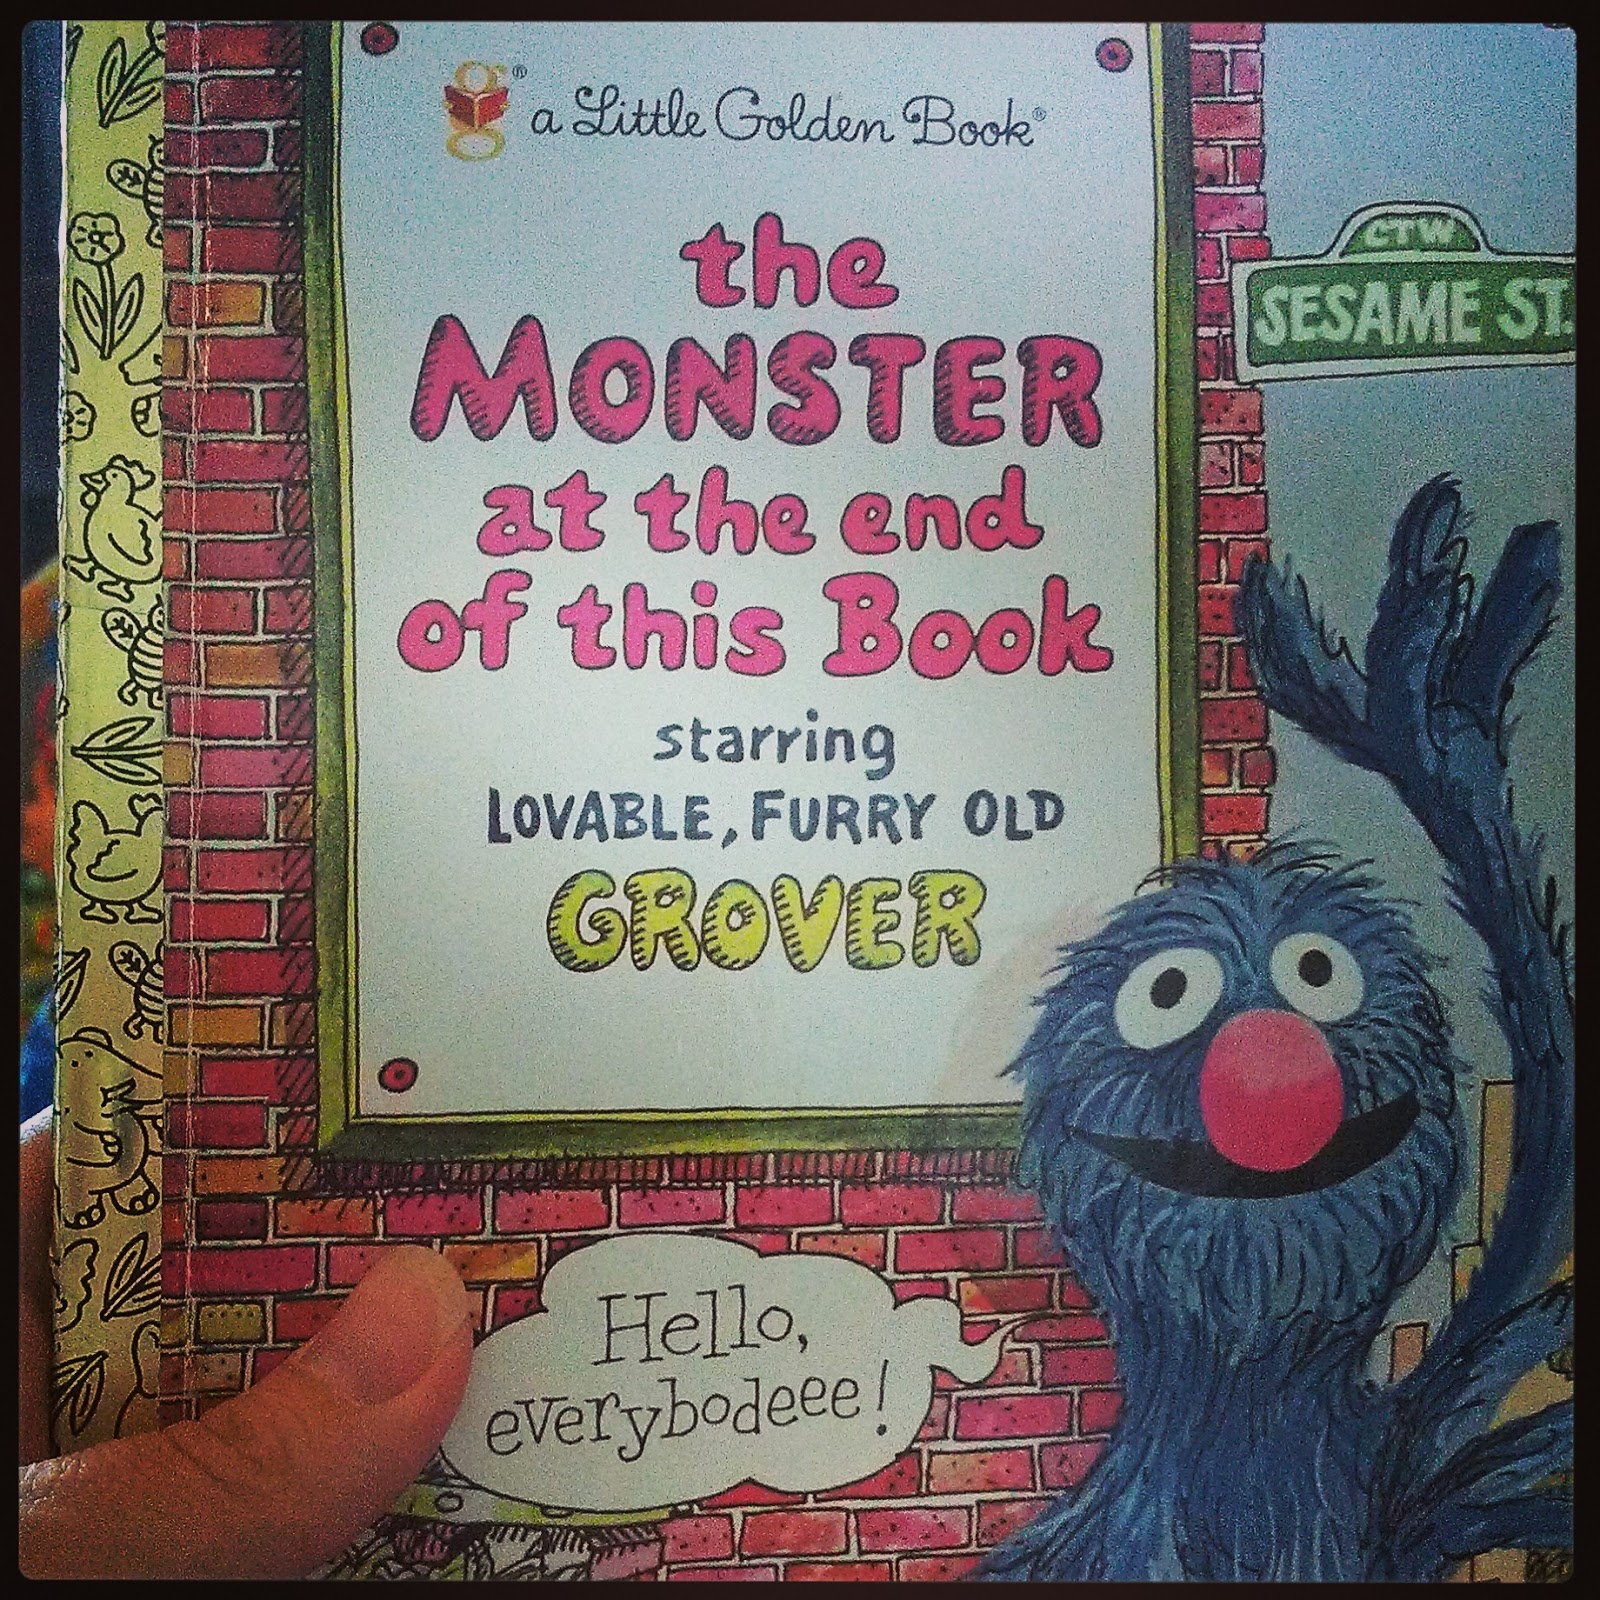 g®
a Little Golden Book®
the
MONSTER
at the end
of this Book
starring
LOVABLE, FURRY OLD
GROVER
CTW
SESAME ST.
Hello,
everybodeee!